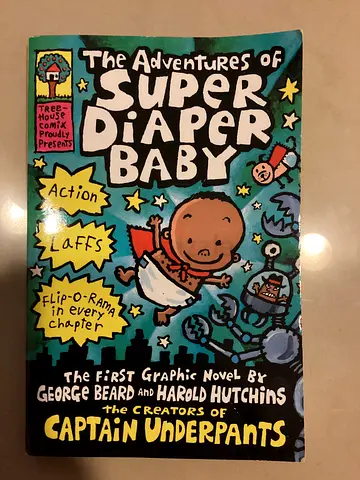 TREE-
HOUSE
COMIX
PROUDLY
PRESENTS
THE ADVENTURES OF
SUPER
DIAPER
BABY
Action
LAFFS
FLIP-O-RAMA
in every
chapter
THE FIRST GRAPHIC NOVEL BY
GEORGE BEARD AND HAROLD HUTCHINS
the CREATORS OF
CAPTAIN UNDERPANTS